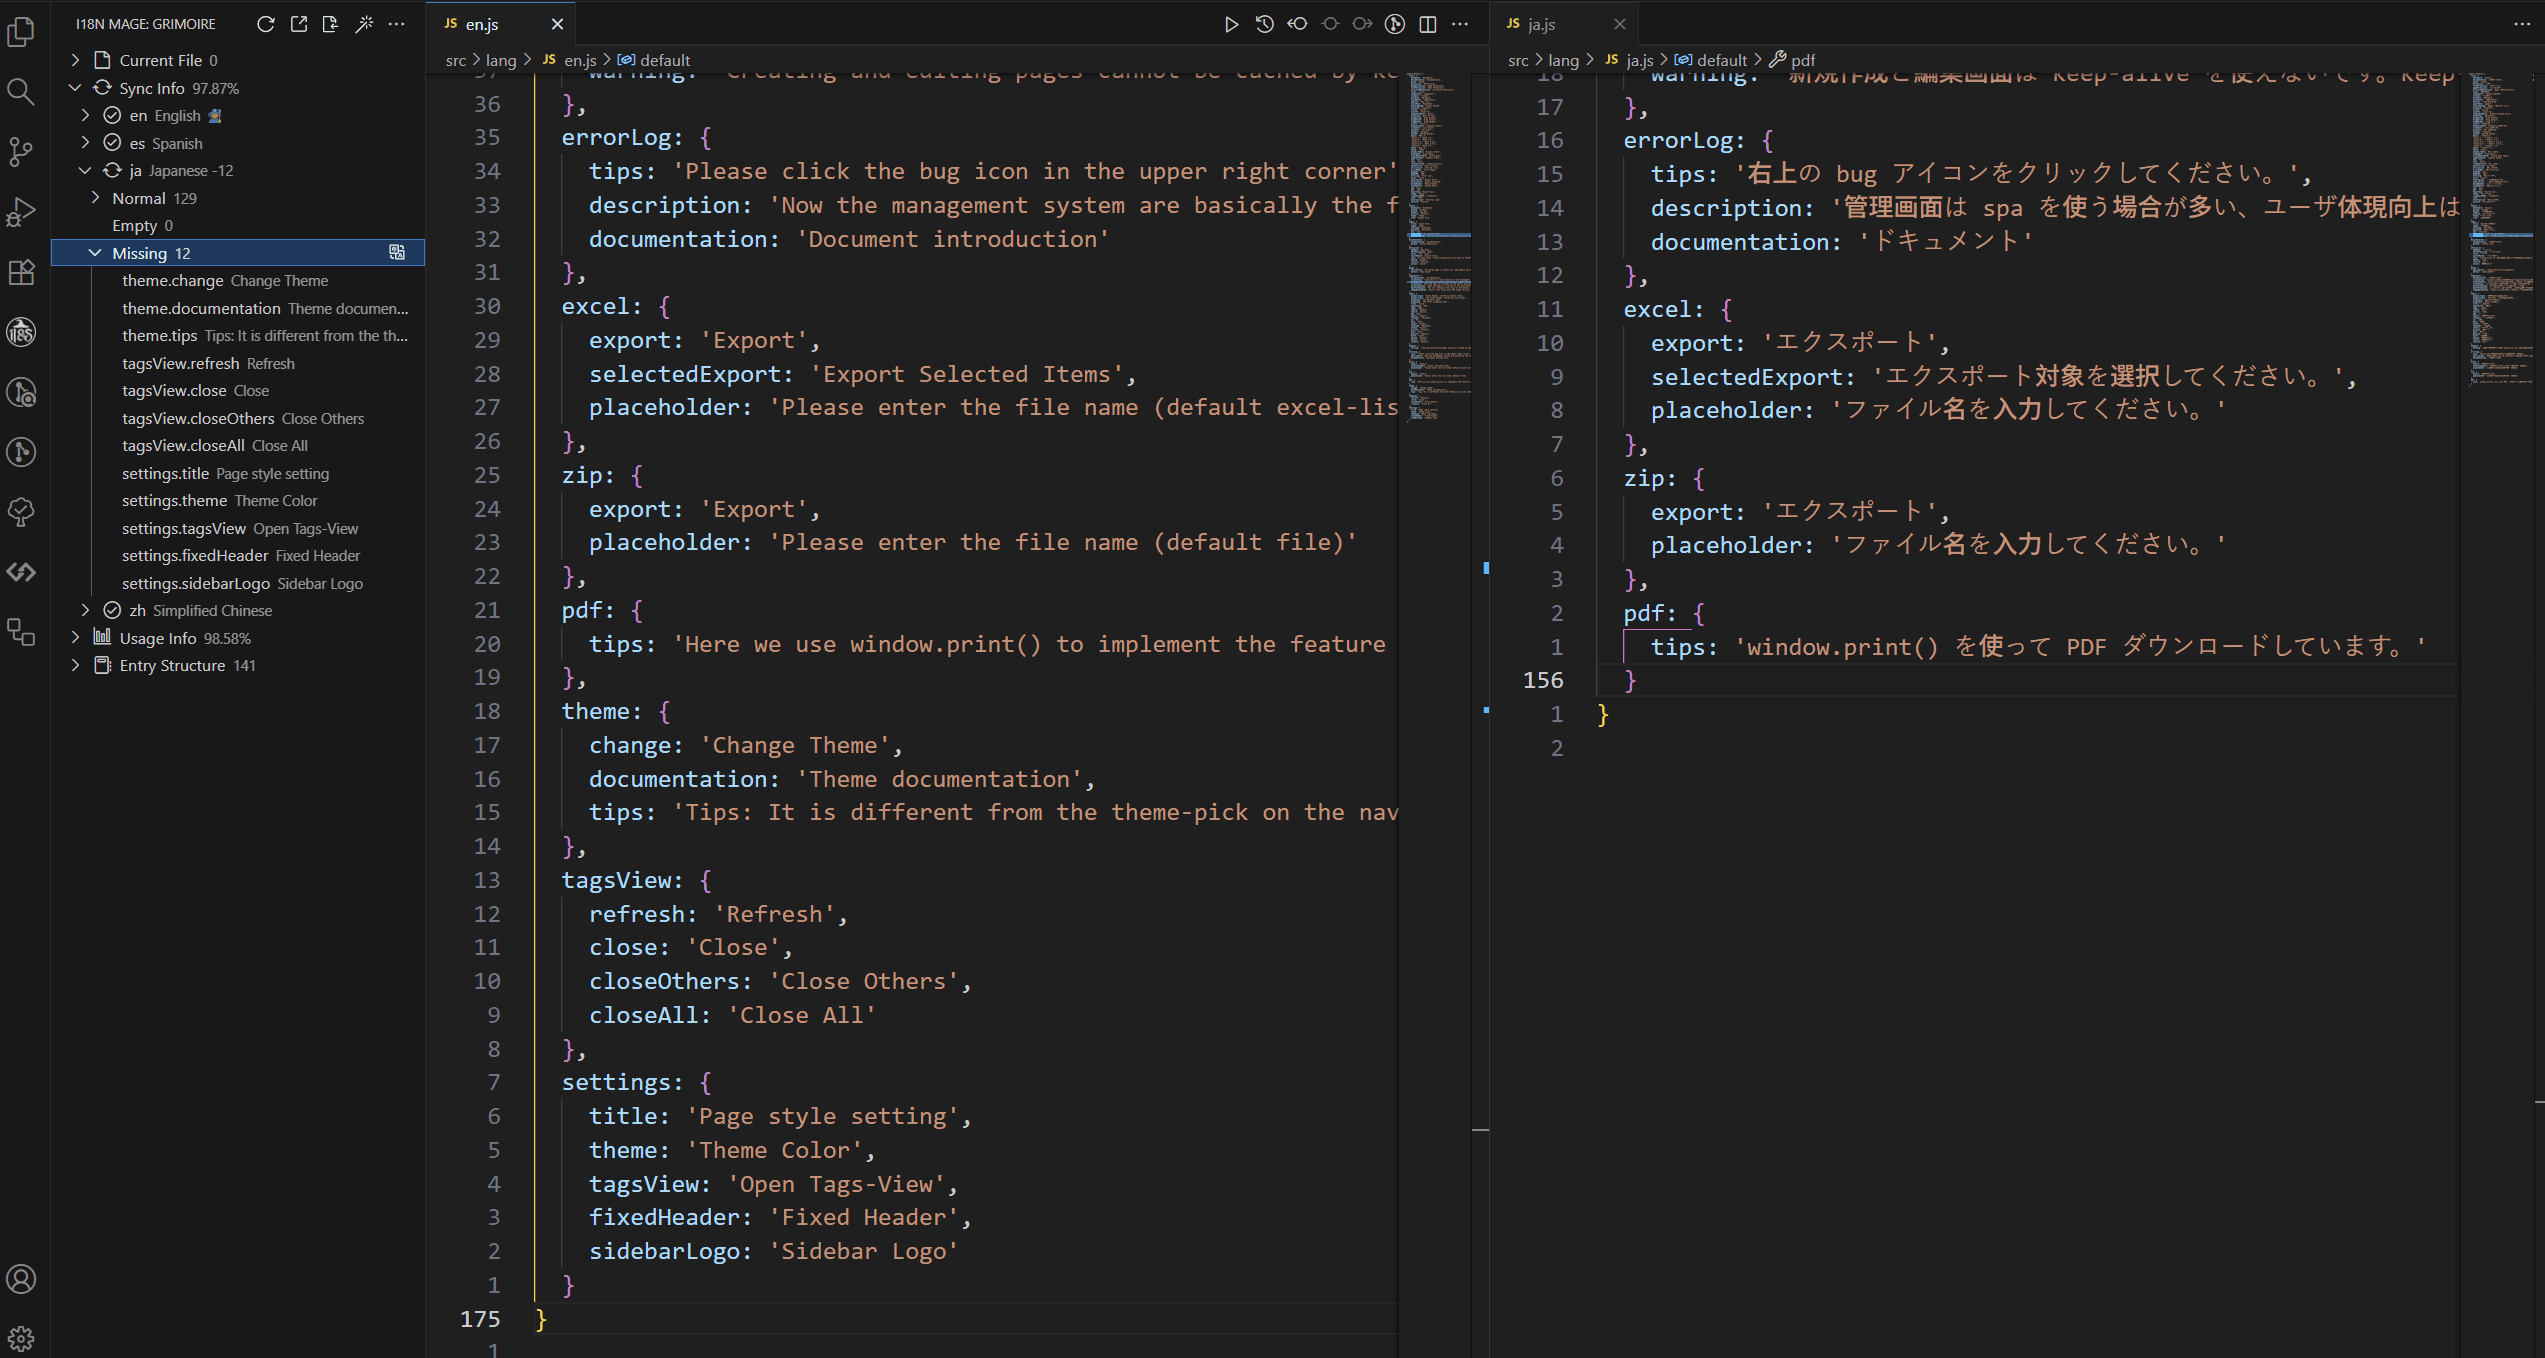 I18N MAGE: GRIMOIRE
Current File 0
Sync Info 97.87%
en English
es Spanish
ja Japanese -12
Normal 129
Empty 0
Missing 12
theme.change Change Theme
theme.documentation Theme documen...
theme.tips Tips: It is different from the th...
tagsView.refresh Refresh
tagsView.close Close
tagsView.closeOthers Close Others
tagsView.closeAll Close All
settings.title Page style setting
settings.theme Theme Color
settings.tagsView Open Tags-View
settings.fixedHeader Fixed Header
settings.sidebarLogo Sidebar Logo
zh Simplified Chinese
Usage Info 98.58%
Entry Structure 141
JS en.js
src > lang > JS en.js > default
37 warning: 'Creating and editing pages cannot be cached by ke
36 },
35 errorLog: {
34 tips: 'Please click the bug icon in the upper right corner'
33 description: 'Now the management system are basically the f
32 documentation: 'Document introduction'
31 },
30 excel: {
29 export: 'Export',
28 selectedExport: 'Export Selected Items',
27 placeholder: 'Please enter the file name (default excel-lis
26 },
25 zip: {
24 export: 'Export',
23 placeholder: 'Please enter the file name (default file)'
22 },
21 pdf: {
20 tips: 'Here we use window.print() to implement the feature
19 },
18 theme: {
17 change: 'Change Theme',
16 documentation: 'Theme documentation',
15 tips: 'Tips: It is different from the theme-pick on the nav
14 },
13 tagsView: {
12 refresh: 'Refresh',
11 close: 'Close',
10 closeOthers: 'Close Others',
9 closeAll: 'Close All'
8 },
7 settings: {
6 title: 'Page style setting',
5 theme: 'Theme Color',
4 tagsView: 'Open Tags-View',
3 fixedHeader: 'Fixed Header',
2 sidebarLogo: 'Sidebar Logo'
1 }
175 }
1
JS ja.js
src > lang > JS ja.js > default > pdf
18 warning: '新規作成と編集画面は keep-alive を使えないです。keep-
17 },
16 errorLog: {
15 tips: '右上の bug アイコンをクリックしてください。',
14 description: '管理画面は spa を使う場合が多い、ユーザ体現向上は
13 documentation: 'ドキュメント'
12 },
11 excel: {
10 export: 'エクスポート',
9 selectedExport: 'エクスポート対象を選択してください。',
8 placeholder: 'ファイル名を入力してください。'
7 },
6 zip: {
5 export: 'エクスポート',
4 placeholder: 'ファイル名を入力してください。'
3 },
2 pdf: {
1 tips: 'window.print() を使って PDF ダウンロードしています。'
156 }
1 }
2